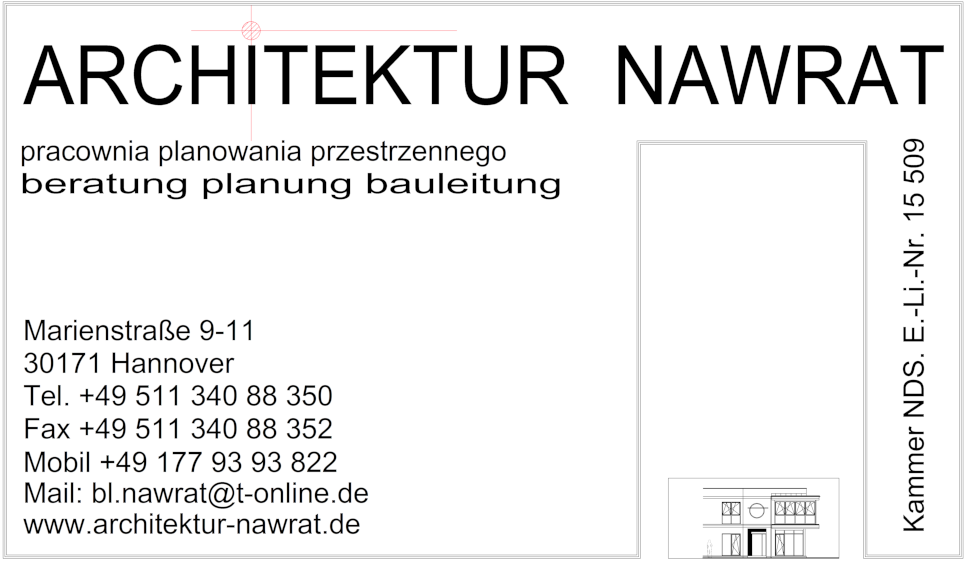 ARCHITEKTUR NAWRAT
pracownia planowania przestrzennego
beratung planung bauleitung
Marienstraße 9-11
30171 Hannover
Tel. +49 511 340 88 350
Fax +49 511 340 88 352
Mobil +49 177 93 93 822
Mail: bl.nawrat@t-online.de
www.architektur-nawrat.de
Kammer NDS. E.-Li.-Nr. 15 509